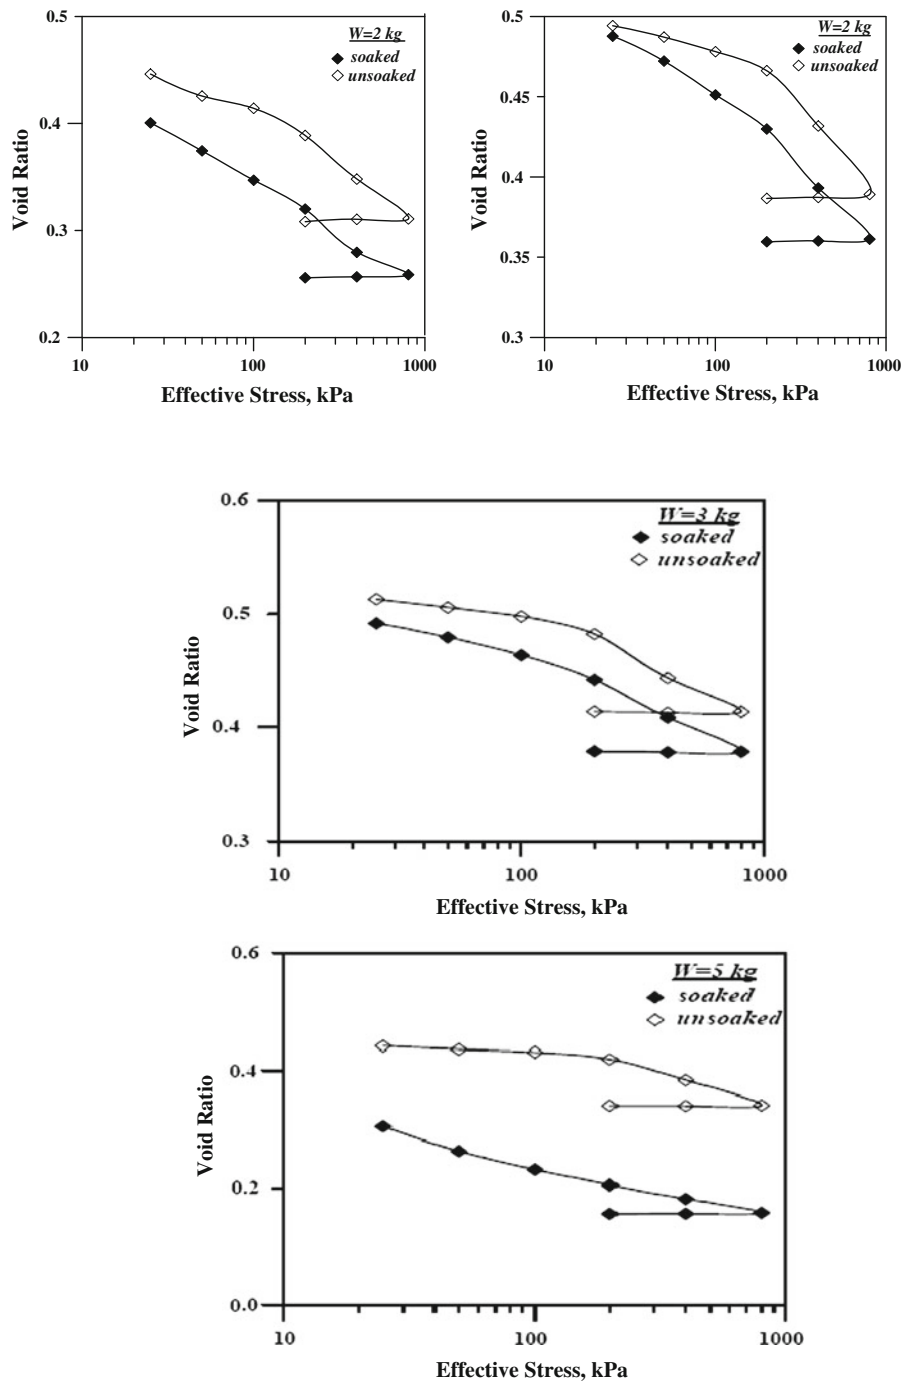 W=2 kg
soaked
unsoaked
0.5
0.4
0.3
0.2
Void Ratio
10
100
1000
Effective Stress, kPa
W=2 kg
soaked
unsoaked
0.5
0.45
0.4
0.35
0.3
Void Ratio
10
100
1000
Effective Stress, kPa
W=3 kg
soaked
unsoaked
0.6
0.5
0.4
0.3
Void Ratio
10
100
1000
Effective Stress, kPa
W=5 kg
soaked
unsoaked
0.6
0.4
0.2
0.0
Void Ratio
10
100
1000
Effective Stress, kPa